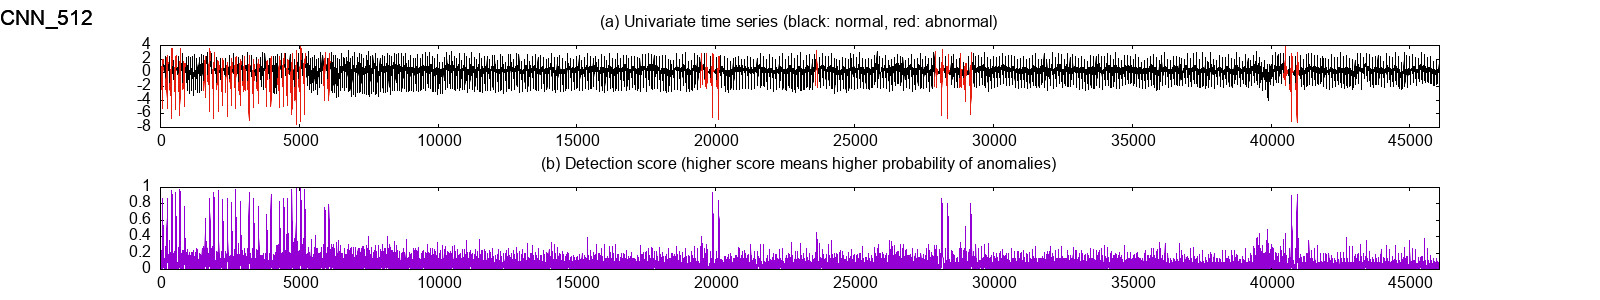 CNN_512
(a) Univariate time series (black: normal, red: abnormal)
4
2
0
-2
-4
-6
-8
0 5000 10000 15000 20000 25000 30000 35000 40000 45000
(b) Detection score (higher score means higher probability of anomalies)
1
0.8
0.6
0.4
0.2
0
0 5000 10000 15000 20000 25000 30000 35000 40000 45000